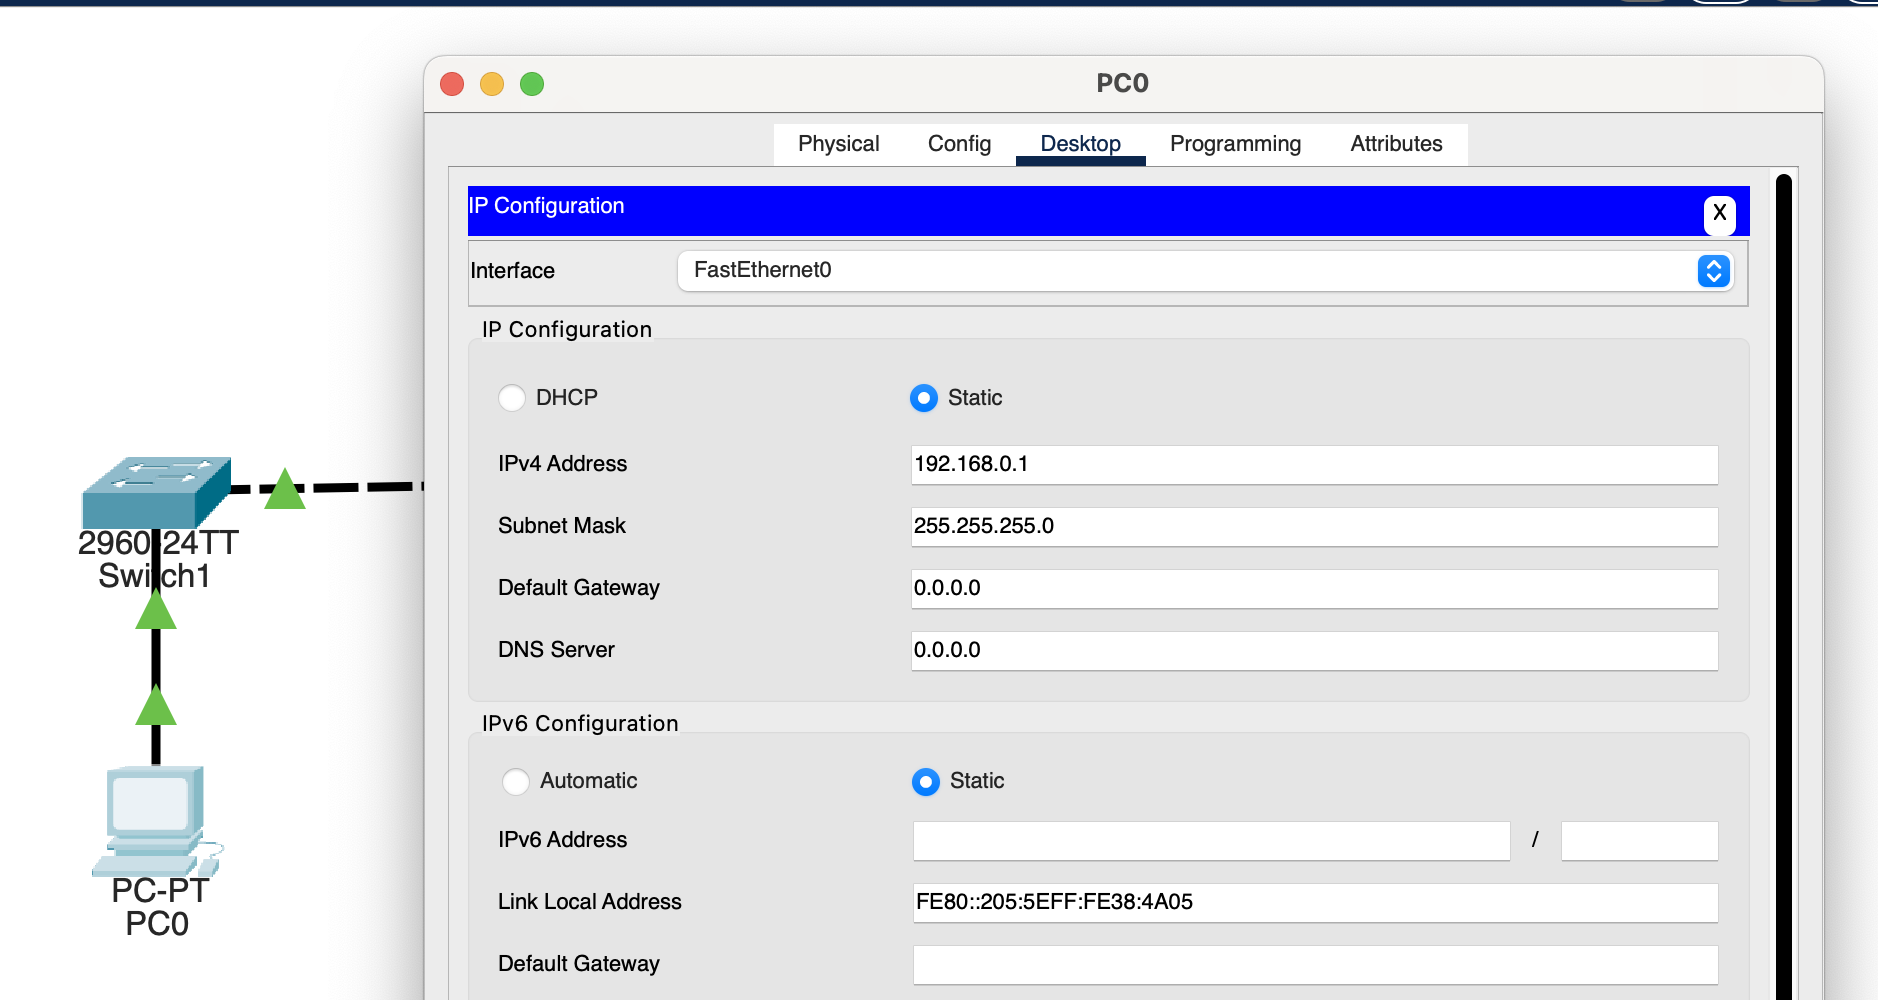 PC0
Physical Config Desktop Programming Attributes
IP Configuration
X
Interface FastEthernet0
IP Configuration
DHCP Static
IPv4 Address 192.168.0.1
Subnet Mask 255.255.255.0
Default Gateway 0.0.0.0
DNS Server 0.0.0.0
IPv6 Configuration
Automatic Static
IPv6 Address /
Link Local Address FE80::205:5EFF:FE38:4A05
Default Gateway
2960-24TT
Switch1
PC-PT
PC0